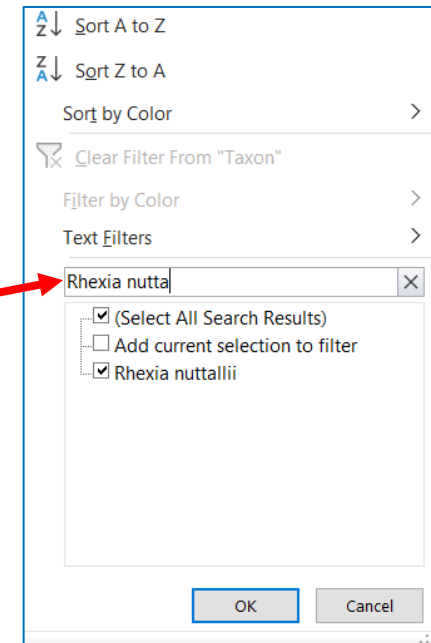 Sort A to Z
Sort Z to A
Sort by Color
Clear Filter From "Taxon"
Filter by Color
Text Filters
Rhexia nutta
(Select All Search Results)
Add current selection to filter
Rhexia nuttallii
OK Cancel